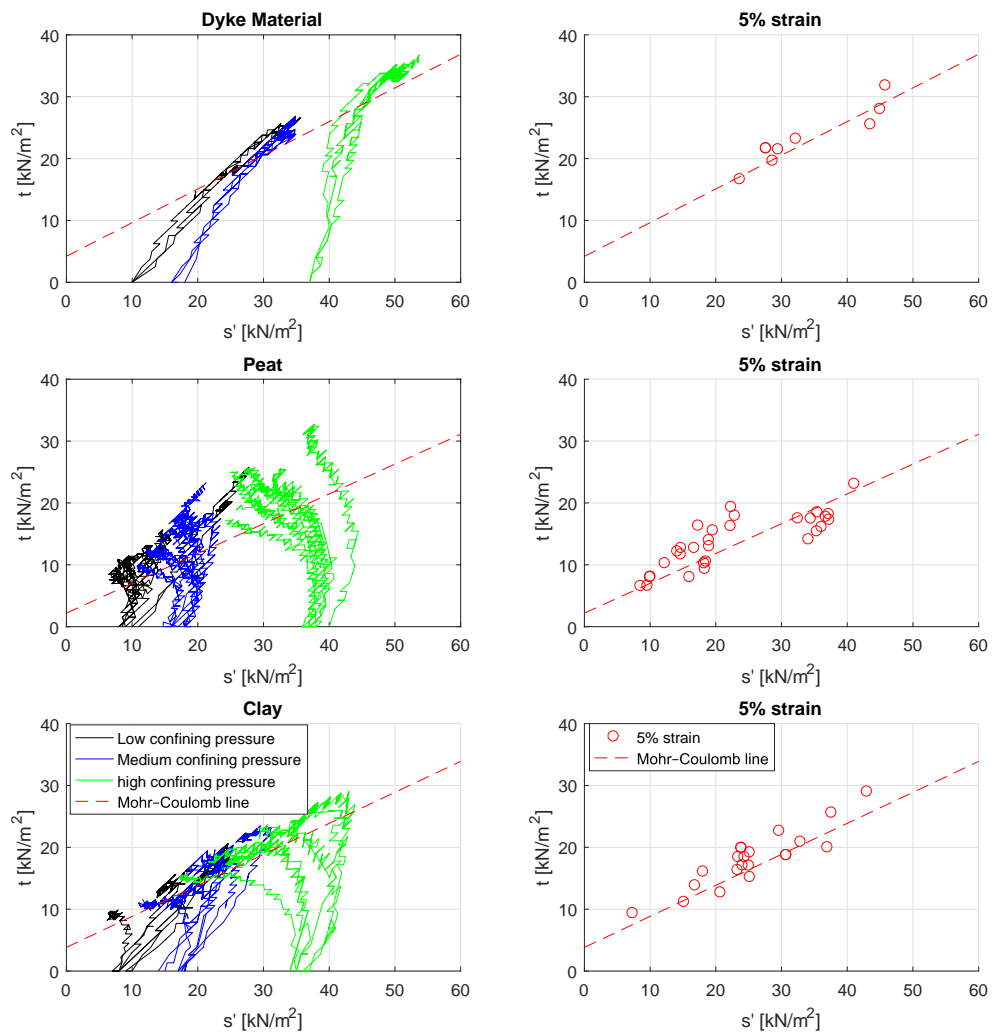 Dyke Material
40
30
20
10
0
t [kN/m²]
0 10 20 30 40 50 60
s' [kN/m²]
5% strain
40
30
20
10
0
t [kN/m²]
0 10 20 30 40 50 60
s' [kN/m²]
Peat
40
30
20
10
0
t [kN/m²]
0 10 20 30 40 50 60
s' [kN/m²]
5% strain
40
30
20
10
0
t [kN/m²]
0 10 20 30 40 50 60
s' [kN/m²]
Clay
Low confining pressure
Medium confining pressure
high confining pressure
Mohr-Coulomb line
40
30
20
10
0
t [kN/m²]
0 10 20 30 40 50 60
s' [kN/m²]
5% strain
5% strain
Mohr-Coulomb line
40
30
20
10
0
t [kN/m²]
0 10 20 30 40 50 60
s' [kN/m²]